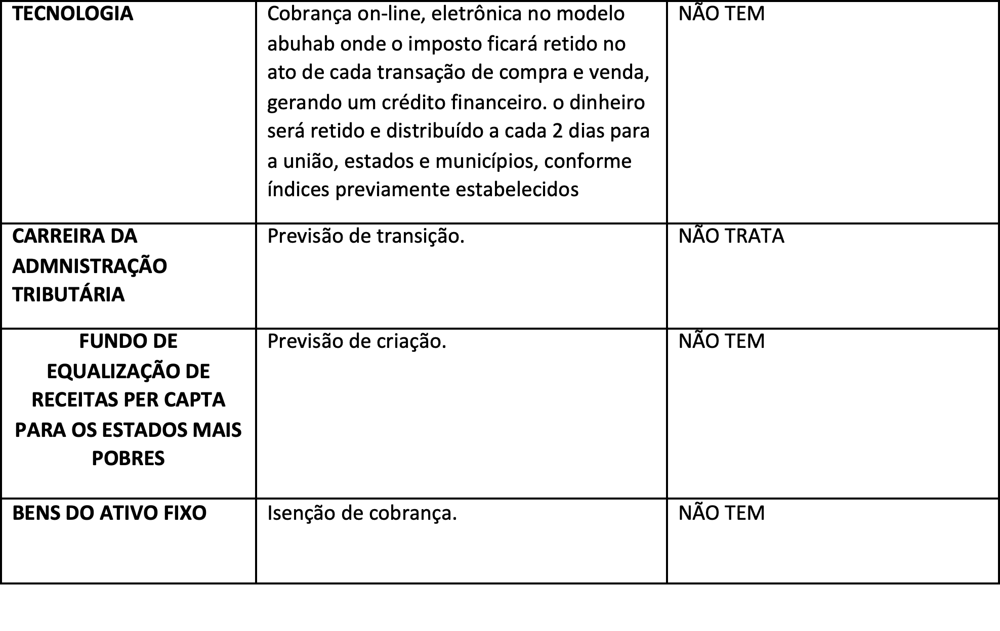 TECNOLOGIA
Cobrança on-line, eletrônica no modelo
abuhab onde o imposto ficará retido no
ato de cada transação de compra e venda,
gerando um crédito financeiro. o dinheiro
será retido e distribuído a cada 2 dias para
a união, estados e municípios, conforme
índices previamente estabelecidos
NÃO TEM
CARREIRA DA
ADMNISTRAÇÃO
TRIBUTÁRIA
Previsão de transição.
NÃO TRATA
FUNDO DE
EQUALIZAÇÃO DE
RECEITAS PER CAPTA
PARA OS ESTADOS MAIS
POBRES
Previsão de criação.
NÃO TEM
BENS DO ATIVO FIXO
Isenção de cobrança.
NÃO TEM